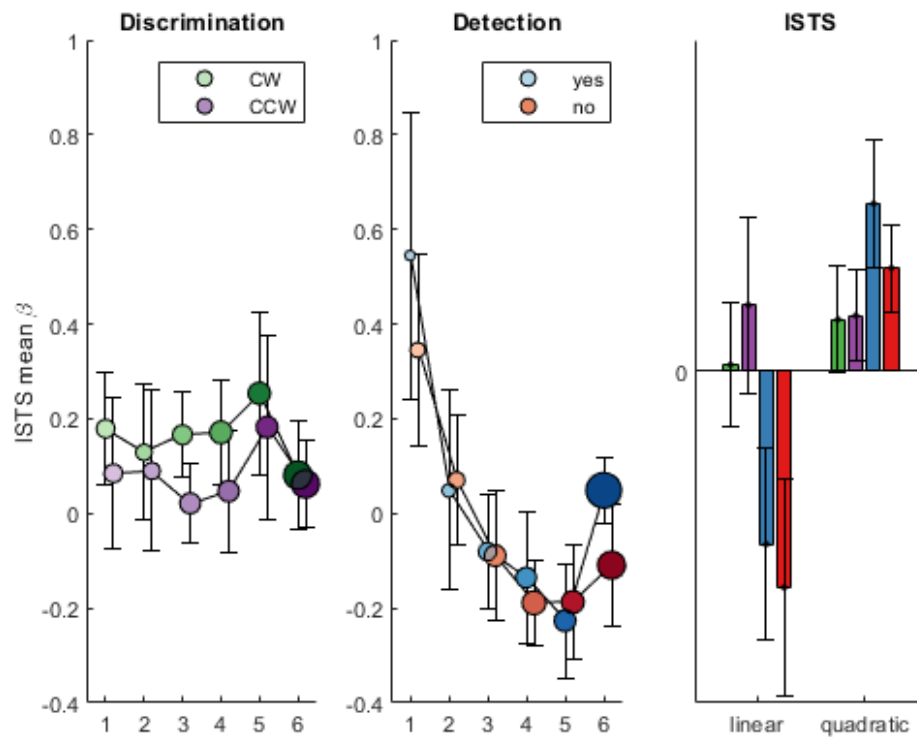 Discrimination
CW
CCW
1
0.8
0.6
0.4
0.2
0
-0.2
-0.4
ISTS mean β
1 2 3 4 5 6
Detection
yes
no
1
0.8
0.6
0.4
0.2
0
-0.2
-0.4
1 2 3 4 5 6
ISTS
0
linear quadratic